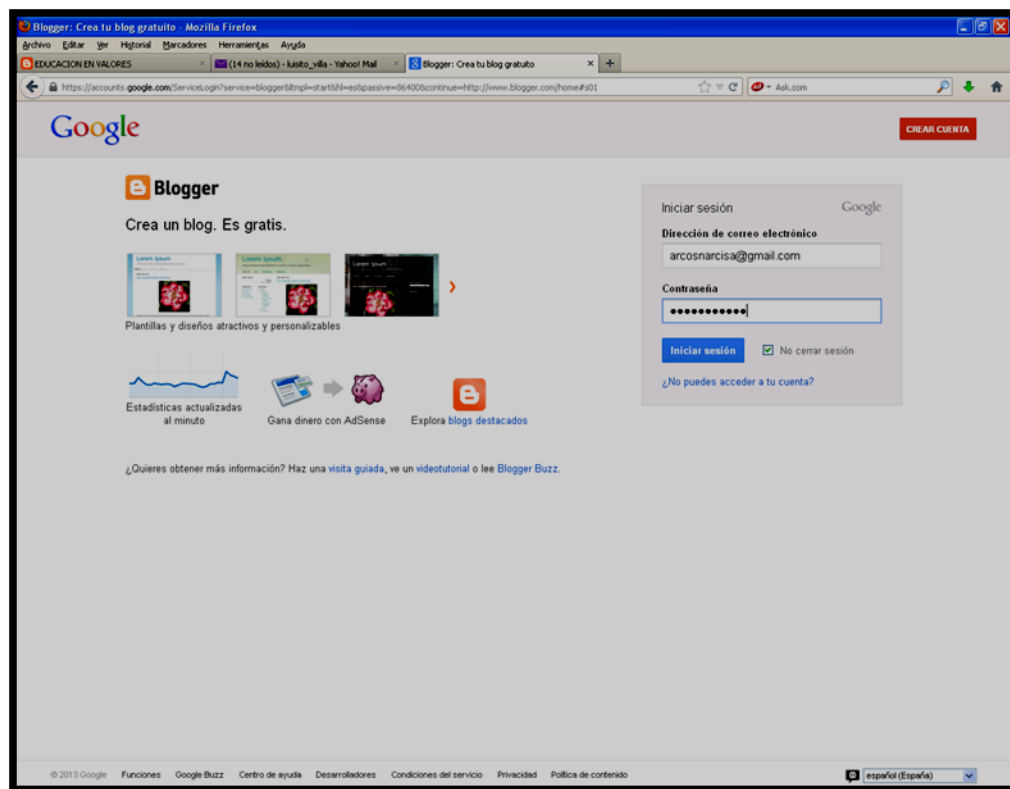 Blogger: Crea tu blog gratuito - Mozilla Firefox
Archivo Editar Ver Historial Marcadores Herramientas Ayuda
EDUCACION EN VALORES
(14 no leídos) - luisito_villa - Yahoo! Mail
Blogger: Crea tu blog gratuito
https://accounts.google.com/ServiceLogin?service=blogger&ltmpl=start&hl=es&passive=86400&continue=http://www.blogger.com/home#s01
Ask.com
Google
CREAR CUENTA
Blogger
Crea un blog. Es gratis.
Lorem Ipsum
Lorem Ipsum
Lorem Ipsum
Plantillas y diseños atractivos y personalizables
Estadísticas actualizadas
al minuto
Gana dinero con AdSense
Explora blogs destacados
¿Quieres obtener más información? Haz una visita guiada, ve un videotutorial o lee Blogger Buzz.
Iniciar sesión Google
Dirección de correo electrónico
arcosnarcisa@gmail.com
Contraseña
Iniciar sesión No cerrar sesión
¿No puedes acceder a tu cuenta?
© 2013 Google Funciones Google Buzz Centro de ayuda Desarrolladores Condiciones del servicio Privacidad Política de contenido
español (España)